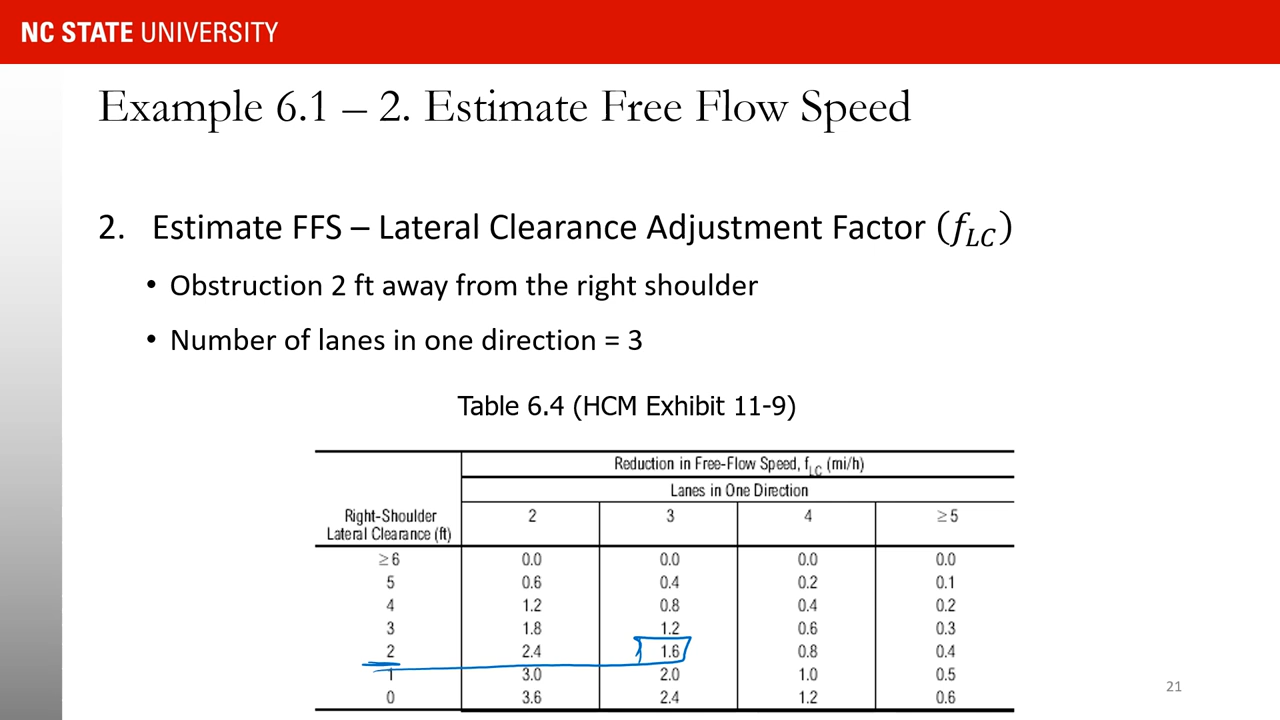 NC STATE UNIVERSITY
Example 6.1 – 2. Estimate Free Flow Speed
2. Estimate FFS – Lateral Clearance Adjustment Factor (f_LC)
• Obstruction 2 ft away from the right shoulder
• Number of lanes in one direction = 3
Table 6.4 (HCM Exhibit 11-9)
Reduction in Free-Flow Speed, f_LC (mi/h)
Lanes in One Direction
Right-Shoulder
Lateral Clearance (ft)
2 3 4 ≥5
≥6 0.0 0.0 0.0 0.0
5 0.6 0.4 0.2 0.1
4 1.2 0.8 0.4 0.2
3 1.8 1.2 0.6 0.3
2 2.4 1.6 0.8 0.4
1 3.0 2.0 1.0 0.5
0 3.6 2.4 1.2 0.6
21